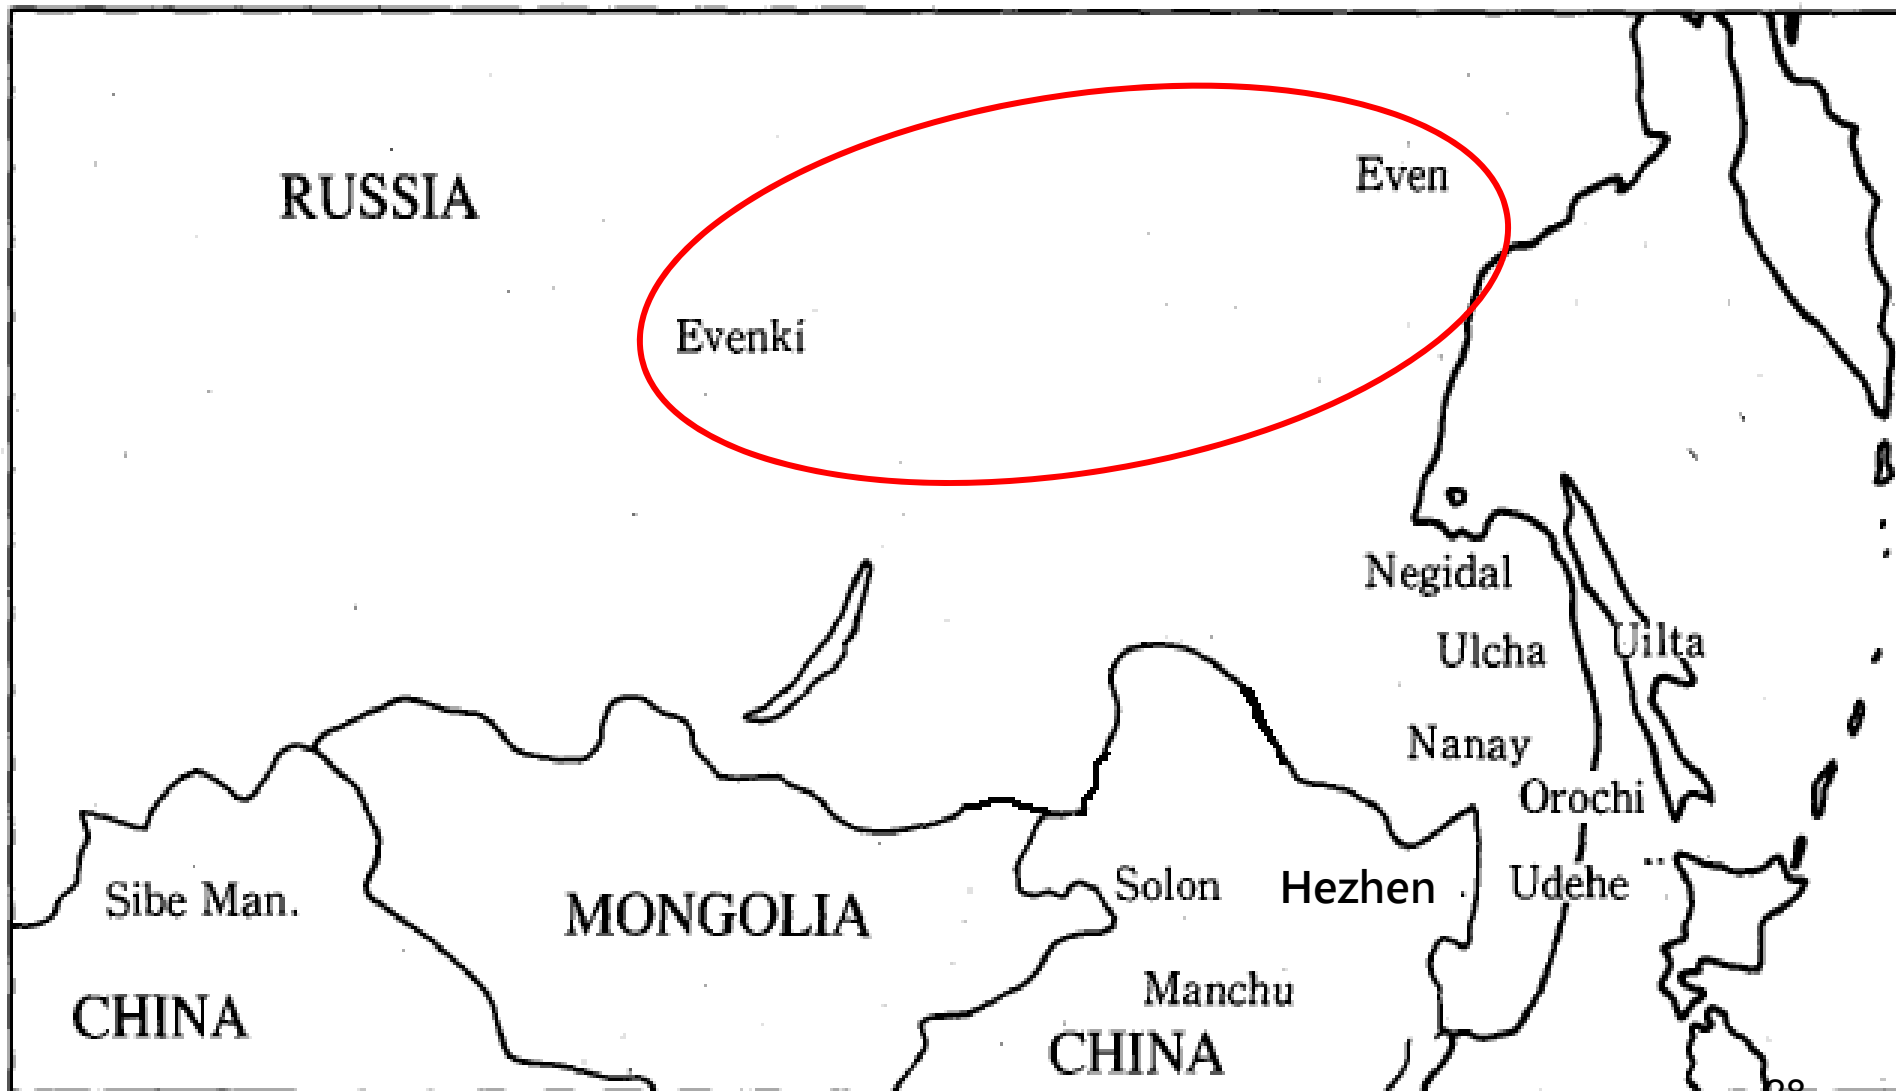 Even
RUSSIA
Evenki
Negidal
Uilta
Ulcha
Nanay
Orochi
Solon
Hezhen
Udehe
Sibe Man.
MONGOLIA
Manchu
CHINA
CHINA